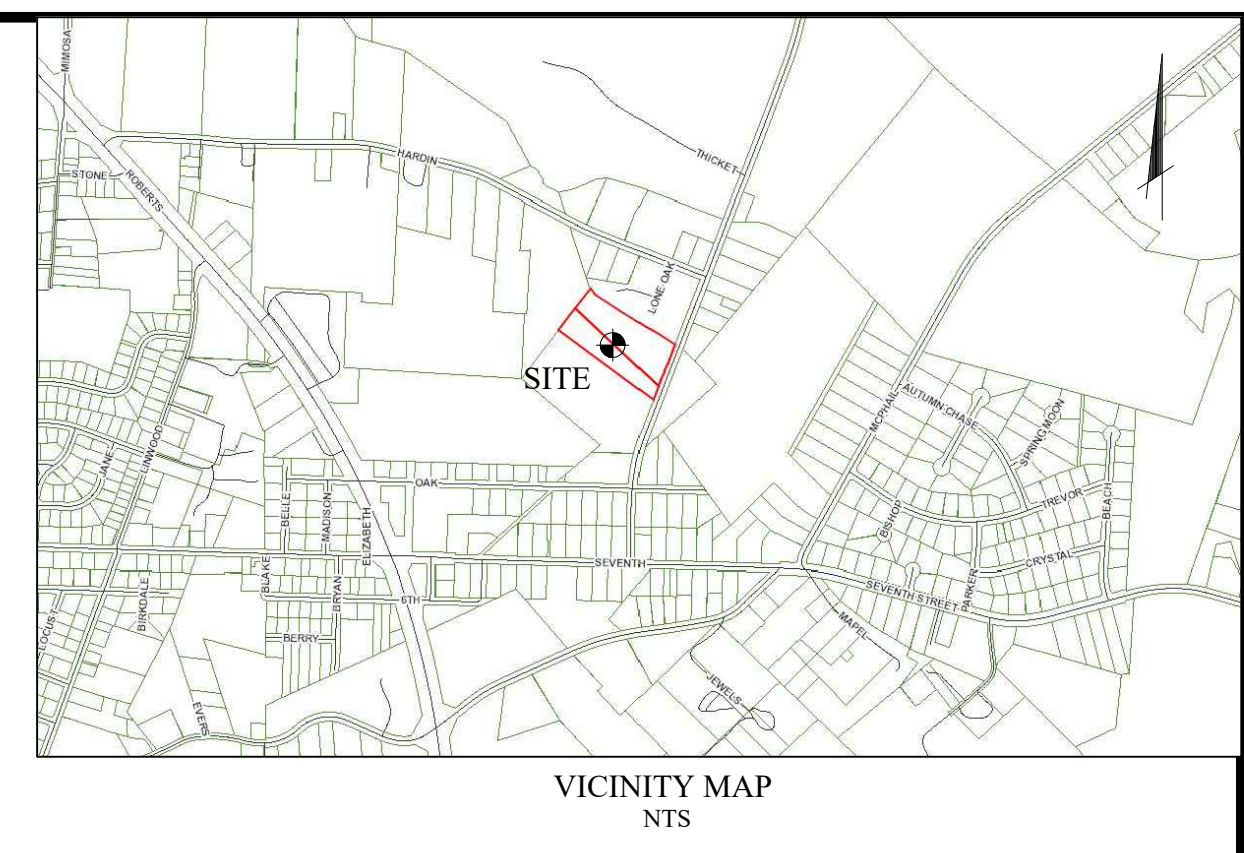 MIMOSA
STONE
ROBERTS
HARDIN
THICKET
LONE OAK
SITE
JANE
LINWOOD
BELLE
MADISON
OAK
ELIZABETH
MCPHAIL
AUTUMN CHASE
SPRING MOON
TREVOR
BEACH
BISHOP
CRYSTAL
PARKER
SEVENTH
SEVENTH STREET
BLAKE
BRYAN
6TH
BIRKDALE
LOCUST
BERRY
EVERS
MAPEL
JEWELS
VICINITY MAP
NTS